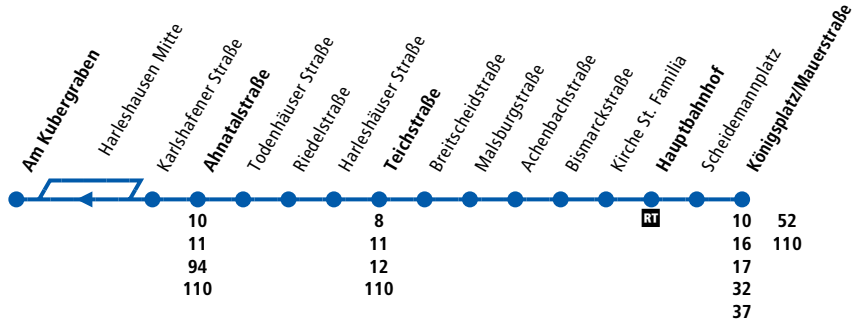 Am Kubergraben
Harleshausen Mitte
Karlshafener Straße
Ahnatalstraße
Todenhäuser Straße
Riedelstraße
Harleshäuser Straße
Teichstraße
Breitscheidstraße
Malsburgstraße
Achenbachstraße
Bismarckstraße
Kirche St. Familia
Hauptbahnhof
Scheidemannplatz
Königsplatz/Mauerstraße
10
11
94
110
8
11
12
110
RT
10 52
16 110
17
32
37